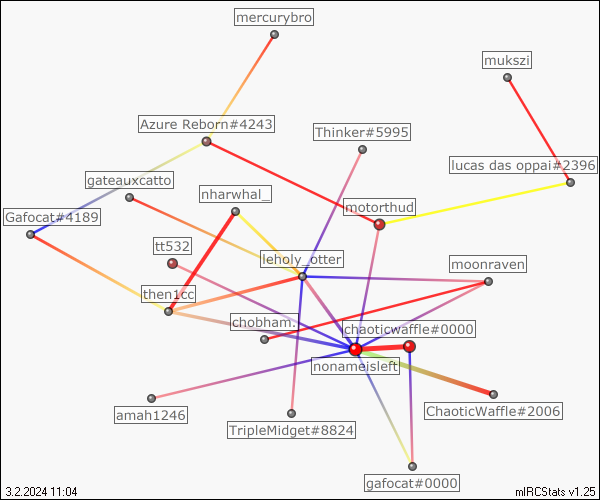 mercurybro
mukszi
Azure Reborn#4243
Thinker#5995
lucas das oppai#2396
gateauxcatto
nharwhal_
Gafocat#4189
motorthud
tt532
leholy_otter
moonraven
then1cc
chobham.
chaoticwaffle#0000
nonameisleft
amah1246
TripleMidget#8824
ChaoticWaffle#2006
gafocat#0000
3.2.2024 11:04
mIRCStats v1.25